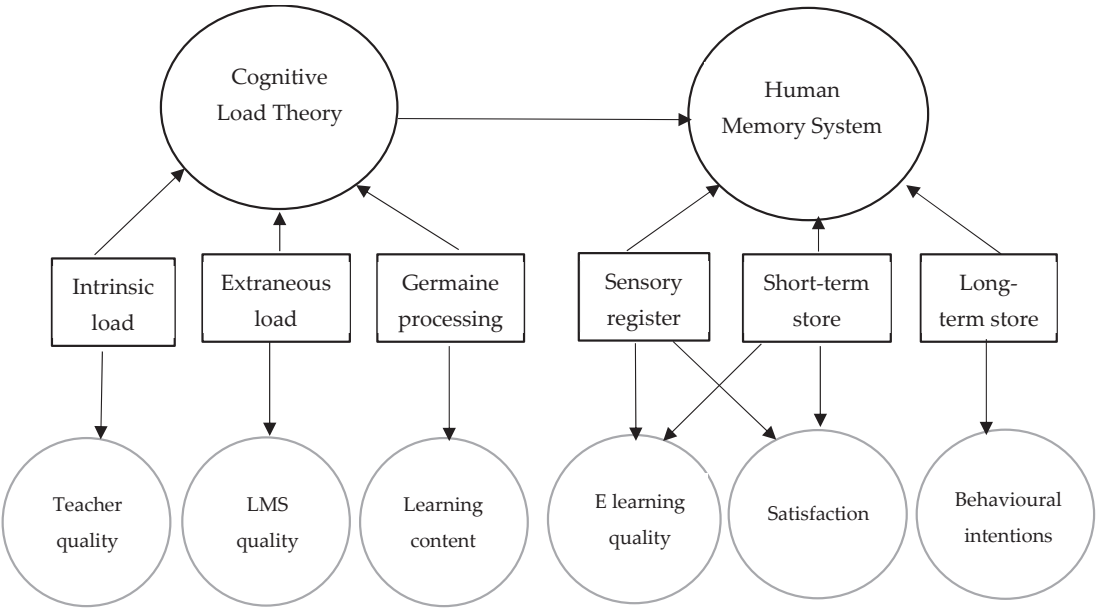 Cognitive
Load Theory
Human
Memory System
Intrinsic
load
Extraneous
load
Germaine
processing
Sensory
register
Short-term
store
Long-
term store
Teacher
quality
LMS
quality
Learning
content
E learning
quality
Satisfaction
Behavioural
intentions